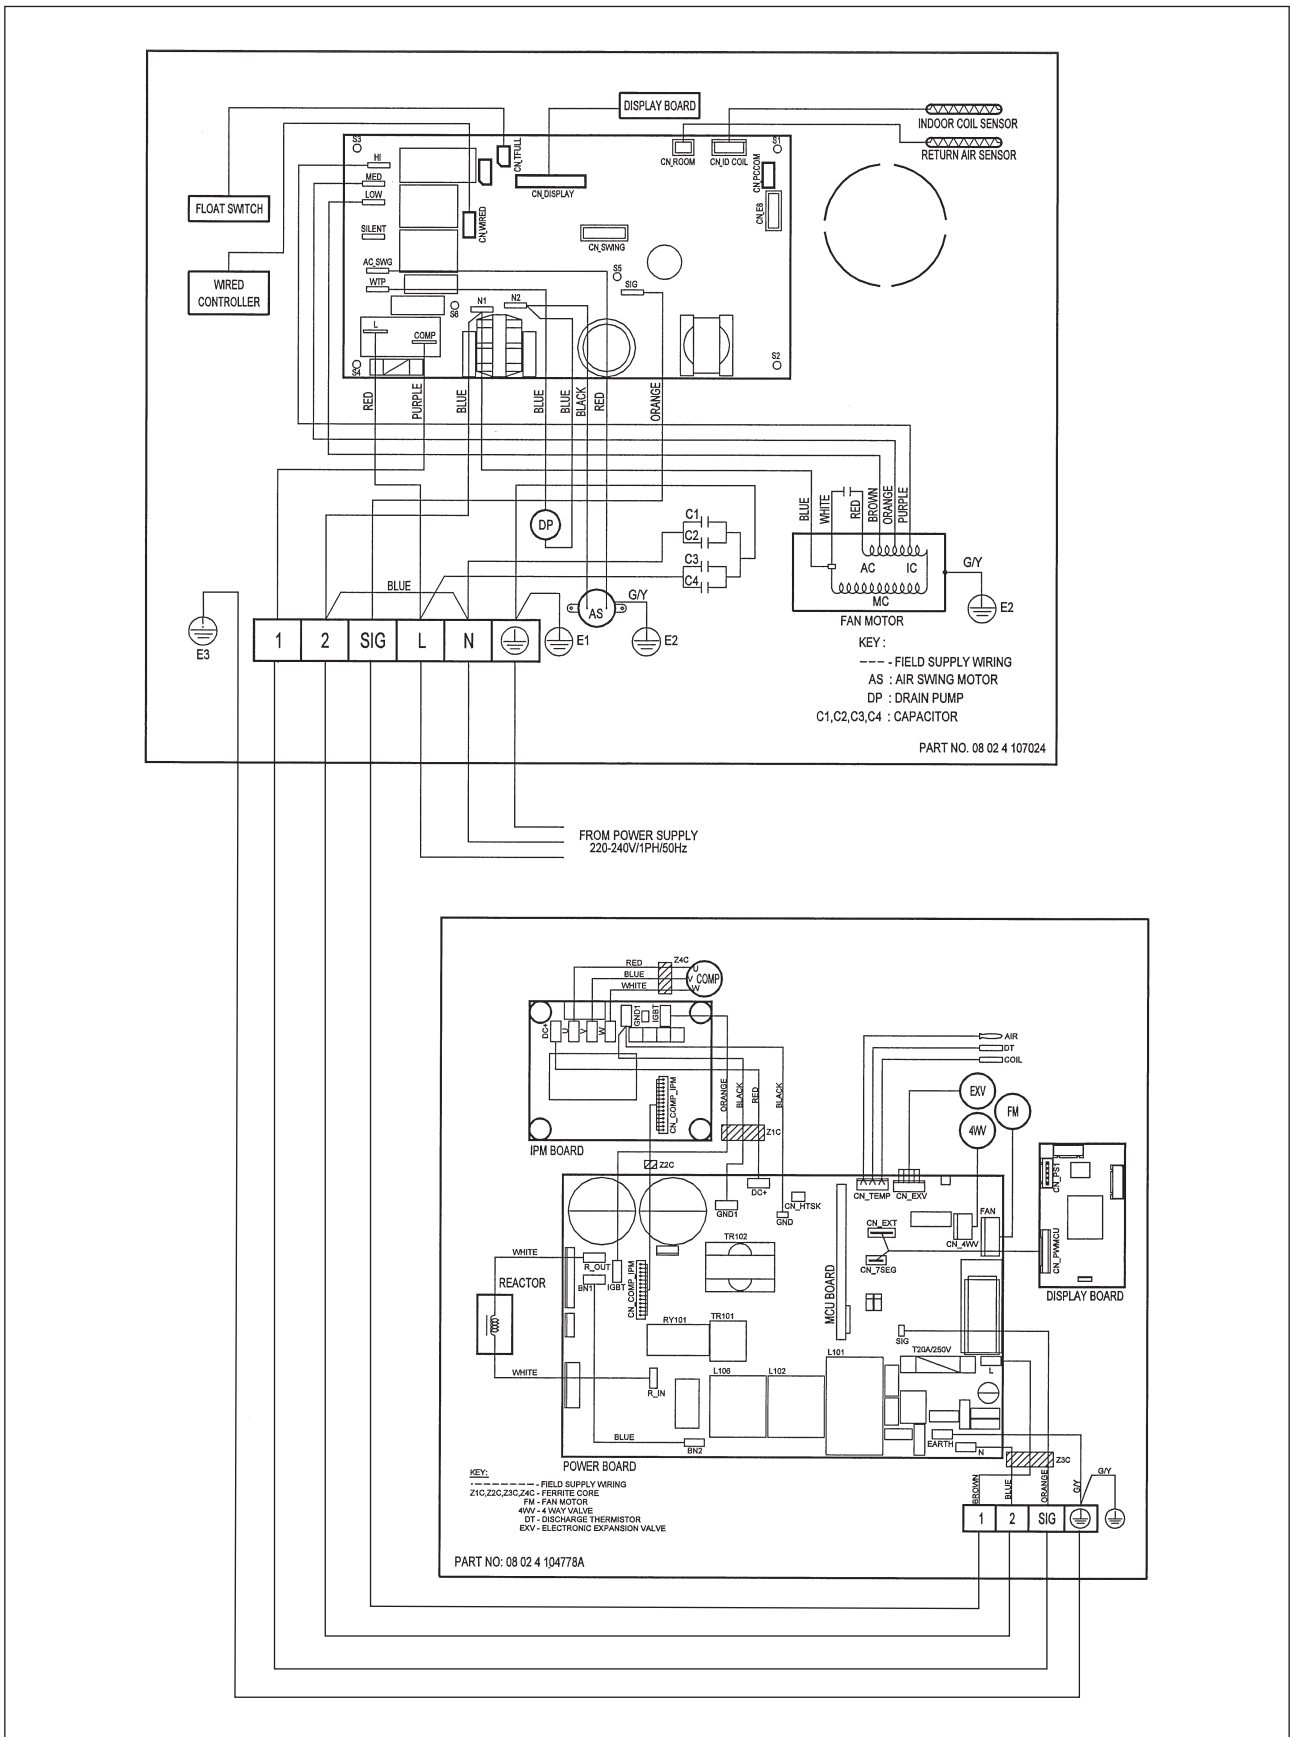 DISPLAY BOARD
INDOOR COIL SENSOR
RETURN AIR SENSOR
S3
CN_TFULL
CN_ROOM
CN_ID COIL
S1
HI
MED
LOW
CN_DISPLAY
CN_PCCOM
CN_E6
FLOAT SWITCH
SILENT
CN_WIRED
CN_SWING
AC_SWG
WTP
S5
SIG
WIRED
CONTROLLER
N1
N2
S6
L
COMP
S4
S2
RED
PURPLE
BLUE
BLUE
BLUE
BLACK
RED
ORANGE
BLUE
WHITE
RED
BROWN
ORANGE
PURPLE
DP
C1
C2
C3
C4
AC
IC
MC
G/Y
E2
FAN MOTOR
BLUE
AS
G/Y
E3
1
2
SIG
L
N
E1
E2
KEY :
--- - FIELD SUPPLY WIRING
AS : AIR SWING MOTOR
DP : DRAIN PUMP
C1,C2,C3,C4 : CAPACITOR
PART NO. 08 02 4 107024
FROM POWER SUPPLY
220-240V/1PH/50Hz
RED
BLUE
WHITE
Z4C
U
V
W
COMP
DC+
U
V
W
GND1
IGBT
CN_COMP_IPM
IPM BOARD
ORANGE
BLACK
RED
BLACK
Z1C
Z2C
AIR
DT
COIL
EXV
4WV
FM
GND1
DC+
CN_HTSK
GND
CN_TEMP
CN_EXV
CN_EXT
CN_7SEG
CN_4WV
FAN
CN_PS1
CN_PWMCU
DISPLAY BOARD
WHITE
REACTOR
WHITE
R_OUT
BN1
IGBT
CN_COMP_IPM
TR102
MCU BOARD
RY101
TR101
SIG
T20A/250V
L
R_IN
L106
L102
L101
BLUE
BN2
EARTH
N
Z3C
POWER BOARD
KEY:
- FIELD SUPPLY WIRING
Z1C,Z2C,Z3C,Z4C - FERRITE CORE
FM - FAN MOTOR
4WV - 4 WAY VALVE
DT - DISCHARGE THERMISTOR
EXV - ELECTRONIC EXPANSION VALVE
BROWN
BLUE
ORANGE
G/Y
G/Y
1
2
SIG
PART NO: 08 02 4 104778A